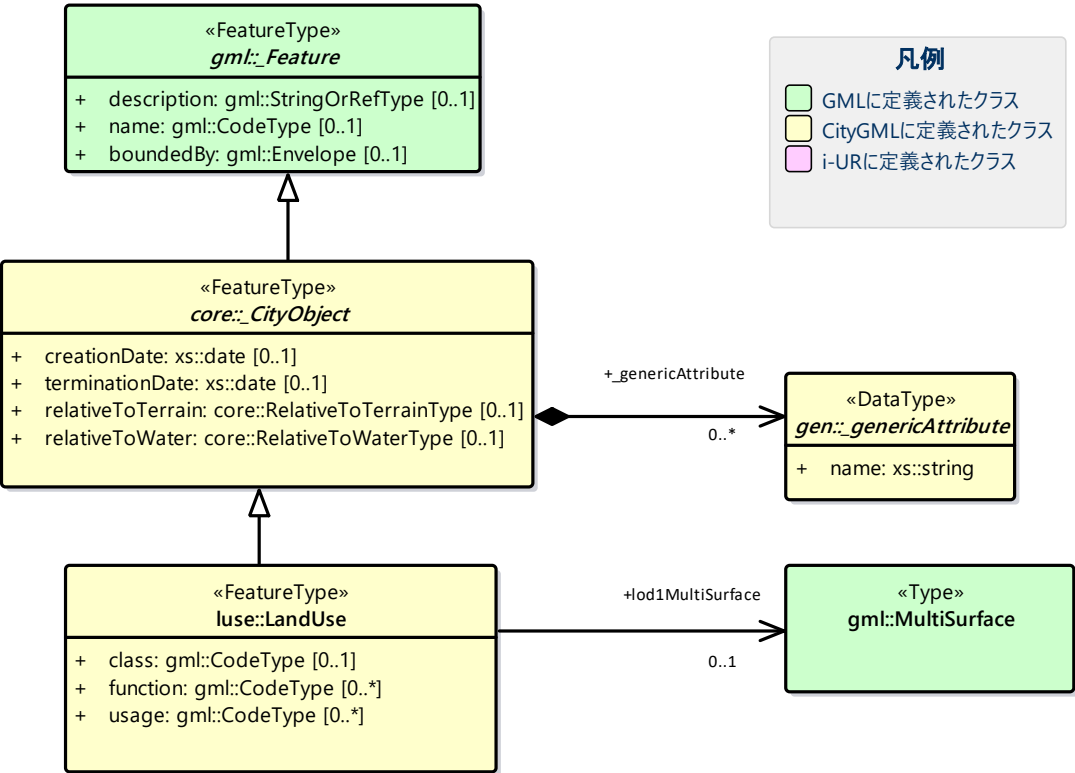 «FeatureType»
gml::_Feature
+ description: gml::StringOrRefType [0..1]
+ name: gml::CodeType [0..1]
+ boundedBy: gml::Envelope [0..1]
凡例
GMLに定義されたクラス
CityGMLに定義されたクラス
i-URに定義されたクラス
«FeatureType»
core::_CityObject
+ creationDate: xs::date [0..1]
+ terminationDate: xs::date [0..1]
+ relativeToTerrain: core::RelativeToTerrainType [0..1]
+ relativeToWater: core::RelativeToWaterType [0..1]
+_genericAttribute
0..*
«DataType»
gen::_genericAttribute
+ name: xs::string
«FeatureType»
luse::LandUse
+ class: gml::CodeType [0..1]
+ function: gml::CodeType [0..*]
+ usage: gml::CodeType [0..*]
+lod1MultiSurface
0..1
«Type»
gml::MultiSurface